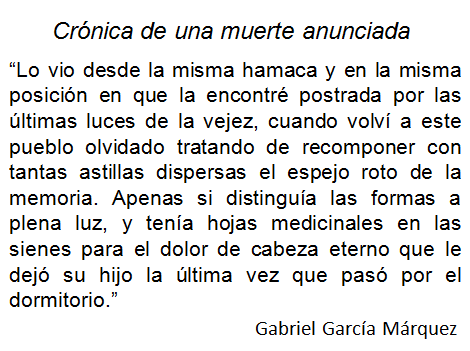 Crónica de una muerte anunciada
“Lo vio desde la misma hamaca y en la misma
posición en que la encontré postrada por las
últimas luces de la vejez, cuando volví a este
pueblo olvidado tratando de recomponer con
tantas astillas dispersas el espejo roto de la
memoria. Apenas si distinguía las formas a
plena luz, y tenía hojas medicinales en las
sienes para el dolor de cabeza eterno que le
dejó su hijo la última vez que pasó por el
dormitorio.”
Gabriel García Márquez